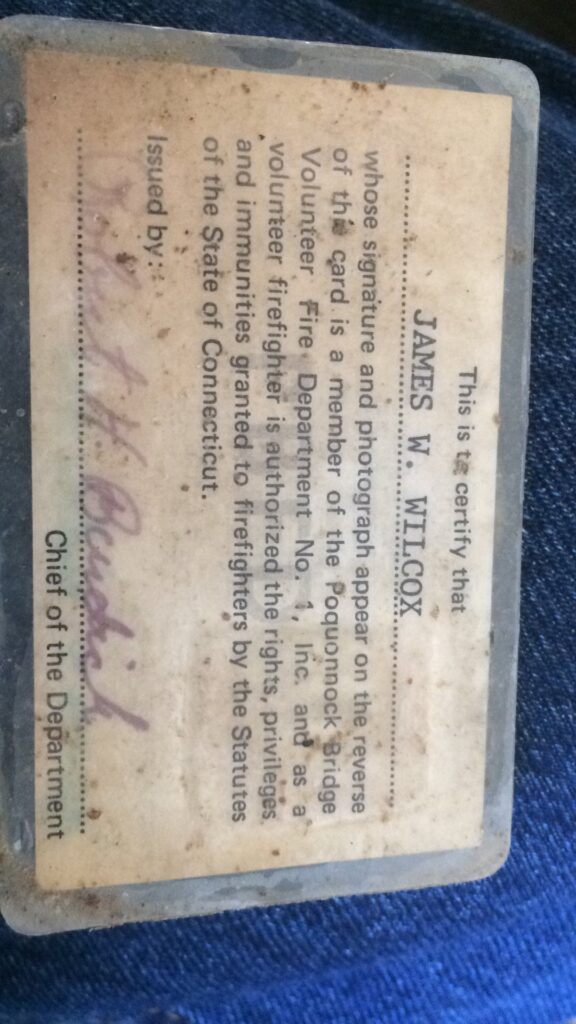 This is to certify that
JAMES W. WILCOX
whose signature and photograph appear on the reverse
of this card is a member of the Poquonnock Bridge
Volunteer Fire Department No. 1, Inc. and as a
volunteer firefighter is authorized the rights, privileges
and immunities granted to firefighters by the Statutes
of the State of Connecticut.
Issued by:
H.
Chief of the Department